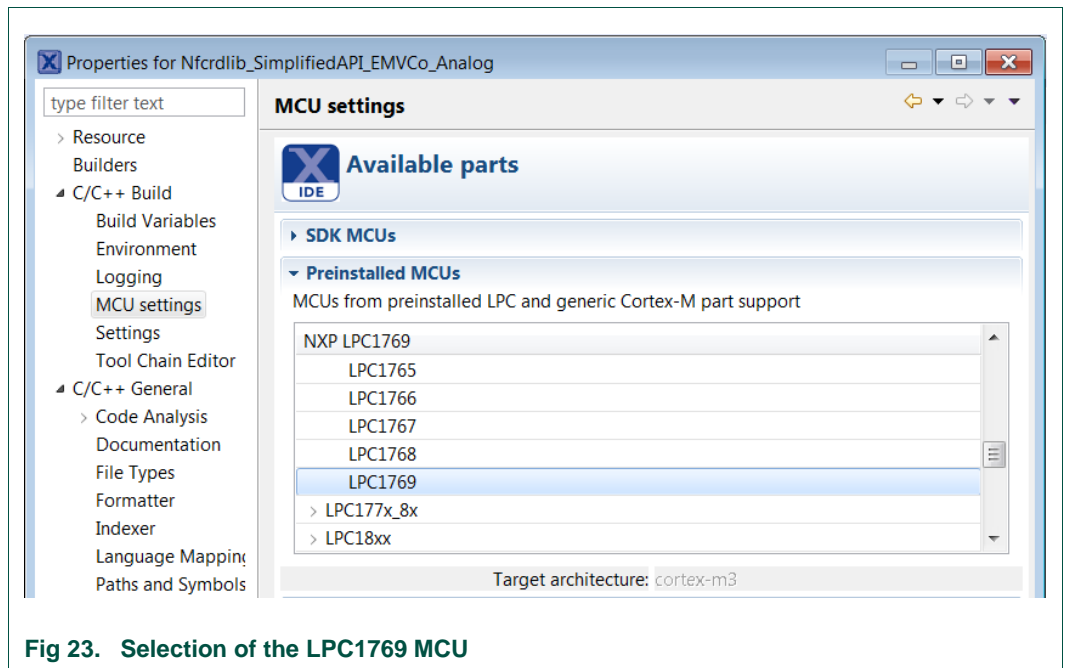 Properties for Nfcrdlib_SimplifiedAPI_EMVCo_Analog
type filter text
Resource
Builders
C/C++ Build
Build Variables
Environment
Logging
MCU settings
Settings
Tool Chain Editor
C/C++ General
Code Analysis
Documentation
File Types
Formatter
Indexer
Language Mapping
Paths and Symbols
MCU settings
IDE
Available parts
SDK MCUs
Preinstalled MCUs
MCUs from preinstalled LPC and generic Cortex-M part support
NXP LPC1769
LPC1765
LPC1766
LPC1767
LPC1768
LPC1769
LPC177x_8x
LPC18xx
Target architecture: cortex-m3
Fig 23. Selection of the LPC1769 MCU